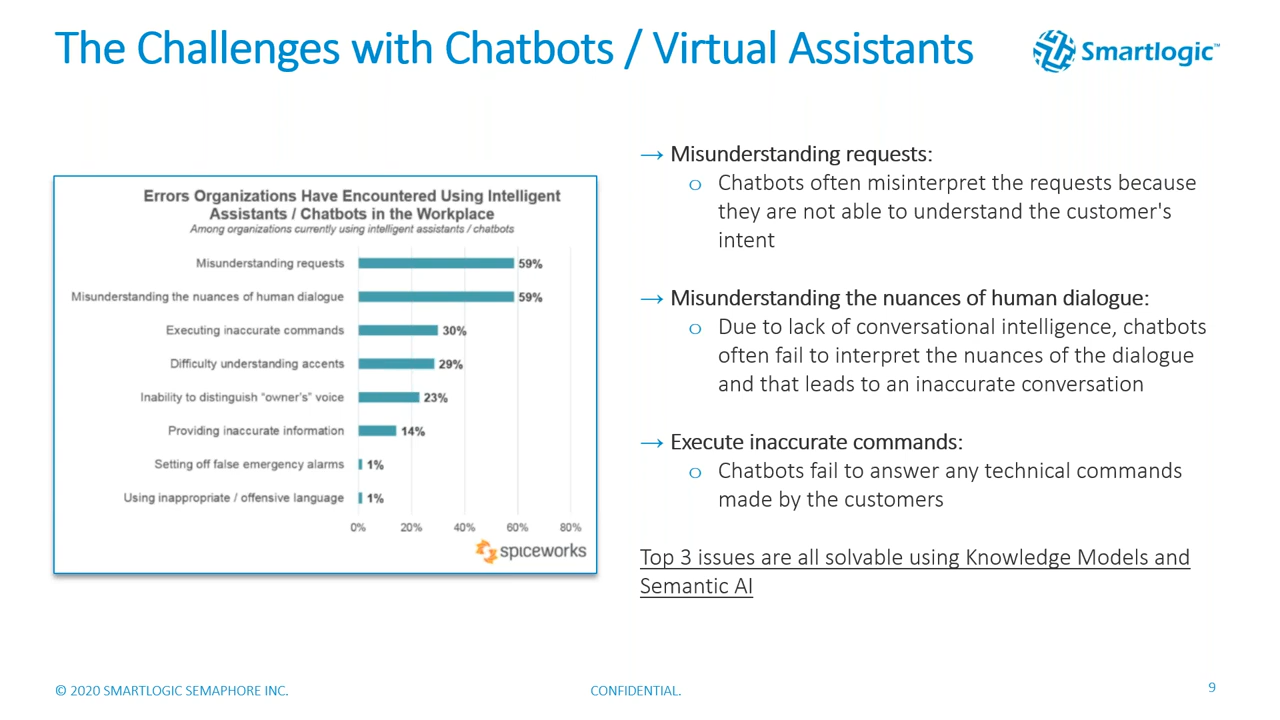 The Challenges with Chatbots / Virtual Assistants
Smartlogic™
Errors Organizations Have Encountered Using Intelligent
Assistants / Chatbots in the Workplace
Among organizations currently using intelligent assistants / chatbots
Misunderstanding requests 59%
Misunderstanding the nuances of human dialogue 59%
Executing inaccurate commands 30%
Difficulty understanding accents 29%
Inability to distinguish “owner’s” voice 23%
Providing inaccurate information 14%
Setting off false emergency alarms 1%
Using inappropriate / offensive language 1%
0% 20% 40% 60% 80%
spiceworks
→ Misunderstanding requests:
o Chatbots often misinterpret the requests because
they are not able to understand the customer's
intent
→ Misunderstanding the nuances of human dialogue:
o Due to lack of conversational intelligence, chatbots
often fail to interpret the nuances of the dialogue
and that leads to an inaccurate conversation
→ Execute inaccurate commands:
o Chatbots fail to answer any technical commands
made by the customers
Top 3 issues are all solvable using Knowledge Models and
Semantic AI
© 2020 SMARTLOGIC SEMAPHORE INC.
CONFIDENTIAL.
9